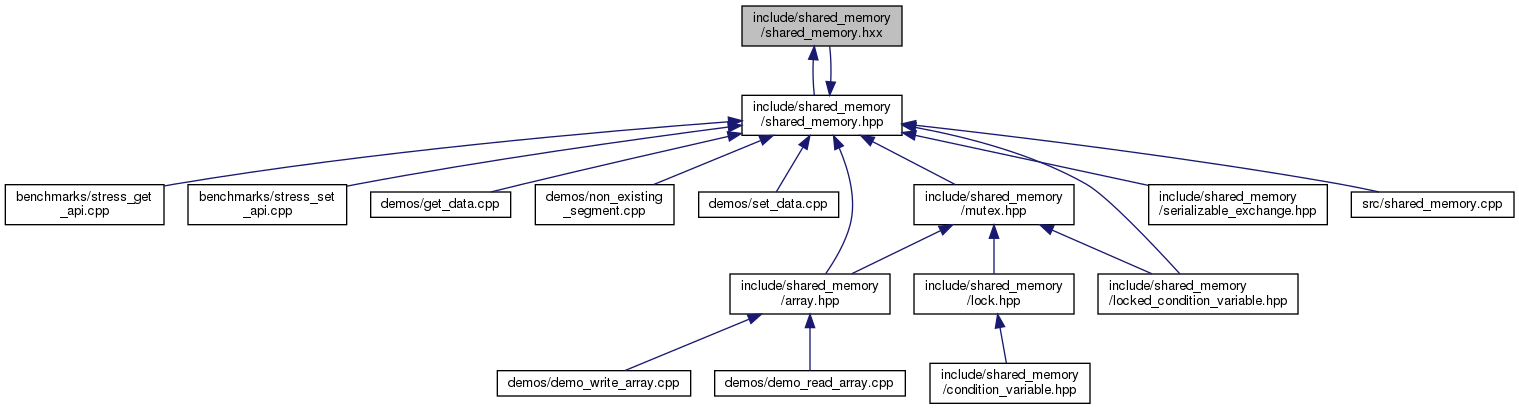 include/shared_memory
/shared_memory.hxx
include/shared_memory
/shared_memory.hpp
benchmarks/stress_get
_api.cpp
benchmarks/stress_set
_api.cpp
demos/get_data.cpp
demos/non_existing
_segment.cpp
demos/set_data.cpp
include/shared_memory
/mutex.hpp
include/shared_memory
/serializable_exchange.hpp
src/shared_memory.cpp
include/shared_memory
/array.hpp
include/shared_memory
/lock.hpp
include/shared_memory
/locked_condition_variable.hpp
demos/demo_write_array.cpp
demos/demo_read_array.cpp
include/shared_memory
/condition_variable.hpp